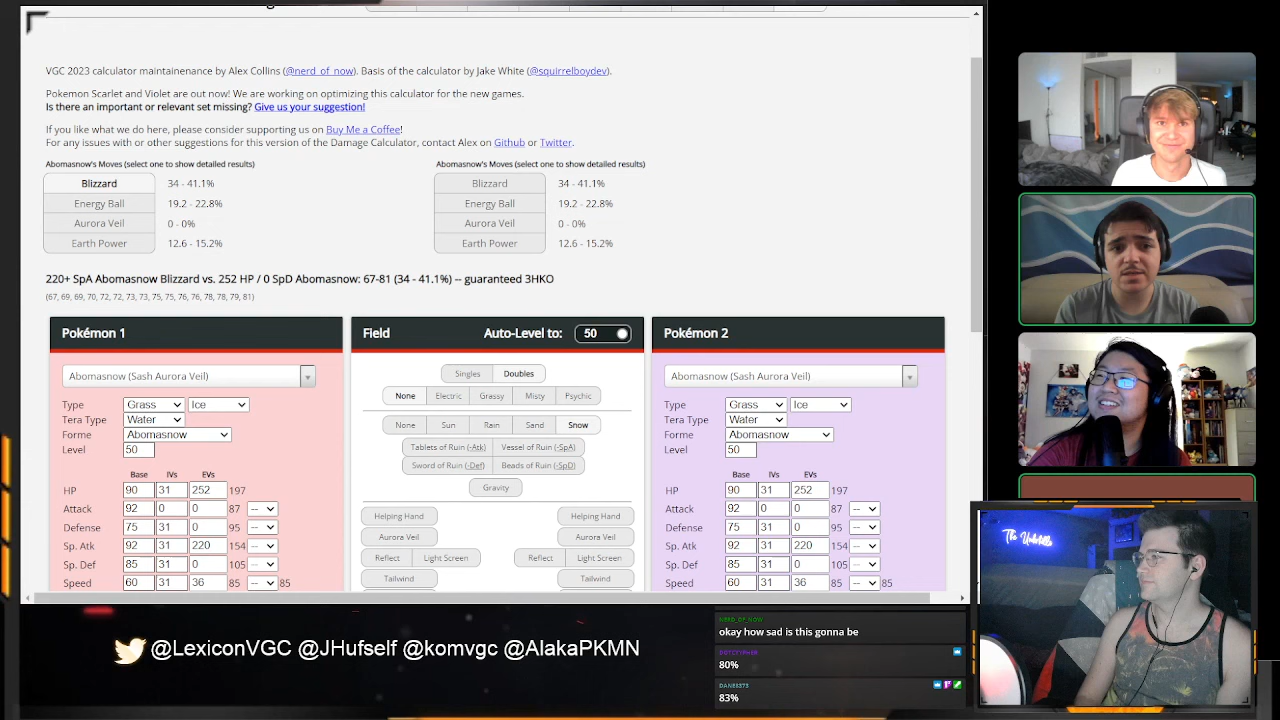 VGC 2023 calculator maintainenance by Alex Collins (@nerd_of_now). Basis of the calculator by Jake White (@squirrelboydev).
Pokemon Scarlet and Violet are out now! We are working on optimizing this calculator for the new games.
Is there an important or relevant set missing? Give us your suggestion!
If you like what we do here, please consider supporting us on Buy Me a Coffee!
For any issues with or other suggestions for this version of the Damage Calculator, contact Alex on Github or Twitter.
Abomasnow's Moves (select one to show detailed results)
Blizzard 34 - 41.1%
Energy Ball 19.2 - 22.8%
Aurora Veil 0 - 0%
Earth Power 12.6 - 15.2%
Abomasnow's Moves (select one to show detailed results)
Blizzard 34 - 41.1%
Energy Ball 19.2 - 22.8%
Aurora Veil 0 - 0%
Earth Power 12.6 - 15.2%
220+ SpA Abomasnow Blizzard vs. 252 HP / 0 SpD Abomasnow: 67-81 (34 - 41.1%) -- guaranteed 3HKO
(67, 69, 69, 70, 72, 72, 73, 73, 75, 75, 76, 76, 78, 78, 79, 81)
Pokémon 1
Abomasnow (Sash Aurora Veil)
Type Grass Ice
Tera Type Water
Forme Abomasnow
Level 50
Base IVs EVs
HP 90 31 252 197
Attack 92 0 0 87 --
Defense 75 31 0 95 --
Sp. Atk 92 31 220 154 --
Sp. Def 85 31 0 105 --
Speed 60 31 36 85 -- 85
Field Auto-Level to: 50
Singles Doubles
None Electric Grassy Misty Psychic
None Sun Rain Sand Snow
Tablets of Ruin (-Atk) Vessel of Ruin (-SpA)
Sword of Ruin (-Def) Beads of Ruin (-SpD)
Gravity
Helping Hand Helping Hand
Aurora Veil Aurora Veil
Reflect Light Screen Reflect Light Screen
Tailwind Tailwind
Pokémon 2
Abomasnow (Sash Aurora Veil)
Type Grass Ice
Tera Type Water
Forme Abomasnow
Level 50
Base IVs EVs
HP 90 31 252 197
Attack 92 0 0 87 --
Defense 75 31 0 95 --
Sp. Atk 92 31 220 154 --
Sp. Def 85 31 0 105 --
Speed 60 31 36 85 -- 85
@LexiconVGC @JHufself @komvgc @AlakaPKMN
NERD_OF_NOW
okay how sad is this gonna be
80%
DANE8373
83%